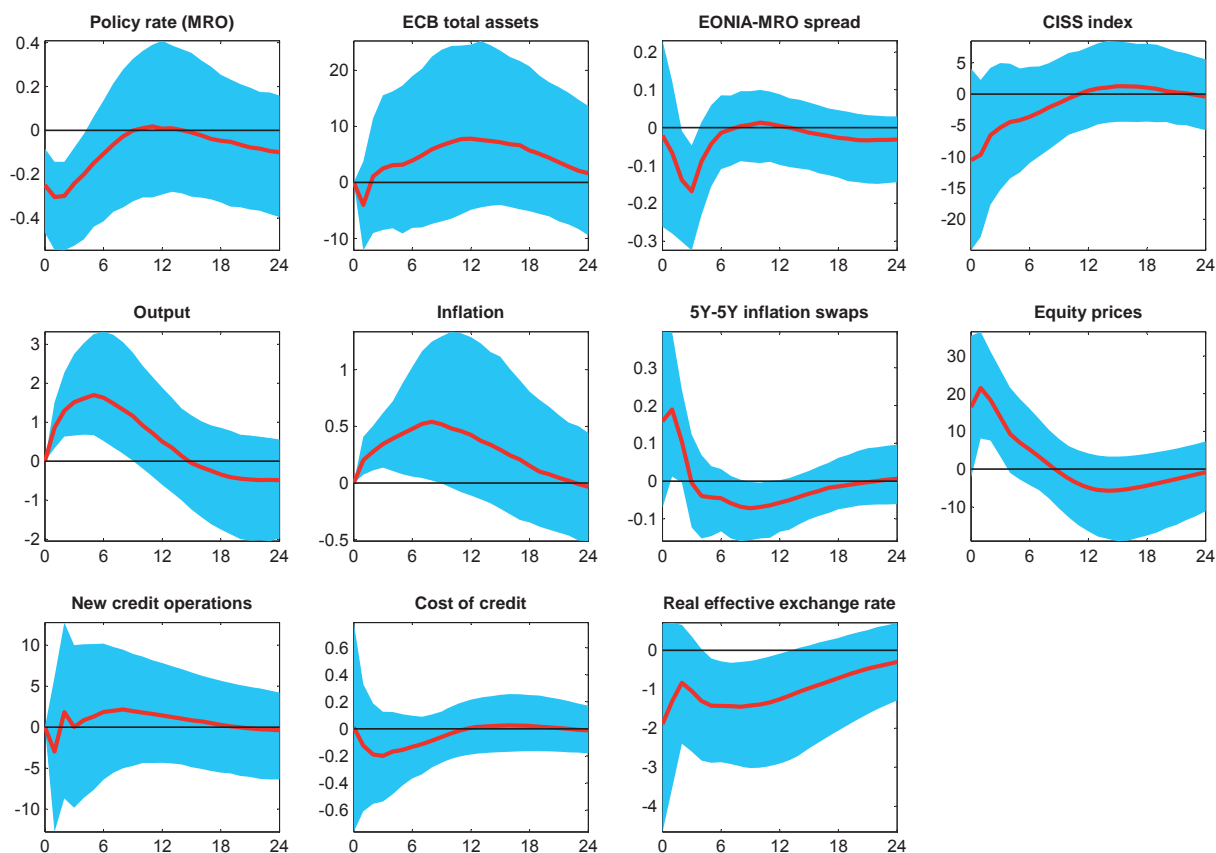 Policy rate (MRO)
0.4
0.2
0
-0.2
-0.4
0 6 12 18 24
ECB total assets
20
10
0
-10
0 6 12 18 24
EONIA-MRO spread
0.2
0.1
0
-0.1
-0.2
-0.3
0 6 12 18 24
CISS index
5
0
-5
-10
-15
-20
0 6 12 18 24
Output
3
2
1
0
-1
-2
0 6 12 18 24
Inflation
1
0.5
0
-0.5
0 6 12 18 24
5Y-5Y inflation swaps
0.3
0.2
0.1
0
-0.1
0 6 12 18 24
Equity prices
30
20
10
0
-10
0 6 12 18 24
New credit operations
10
5
0
-5
-10
0 6 12 18 24
Cost of credit
0.6
0.4
0.2
0
-0.2
-0.4
-0.6
0 6 12 18 24
Real effective exchange rate
0
-1
-2
-3
-4
0 6 12 18 24